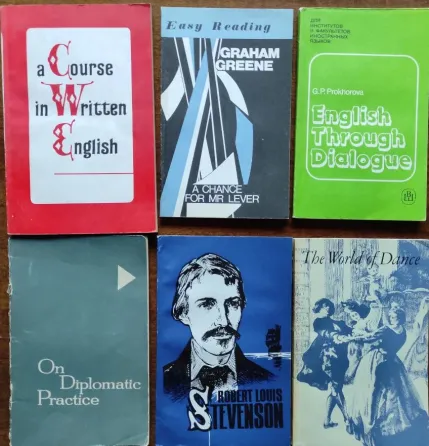 a Course
in Written
English
Easy Reading
GRAHAM
GREENE
A CHANCE
FOR MR LEVER
ДЛЯ
ИНСТИТУТОВ
И ФАКУЛЬТЕТОВ
ИНОСТРАННЫХ
ЯЗЫКОВ
G.P. Prokhorova
English
Through
Dialogue
On
Diplomatic
Practice
ROBERT LOUIS
STEVENSON
The World of Dance